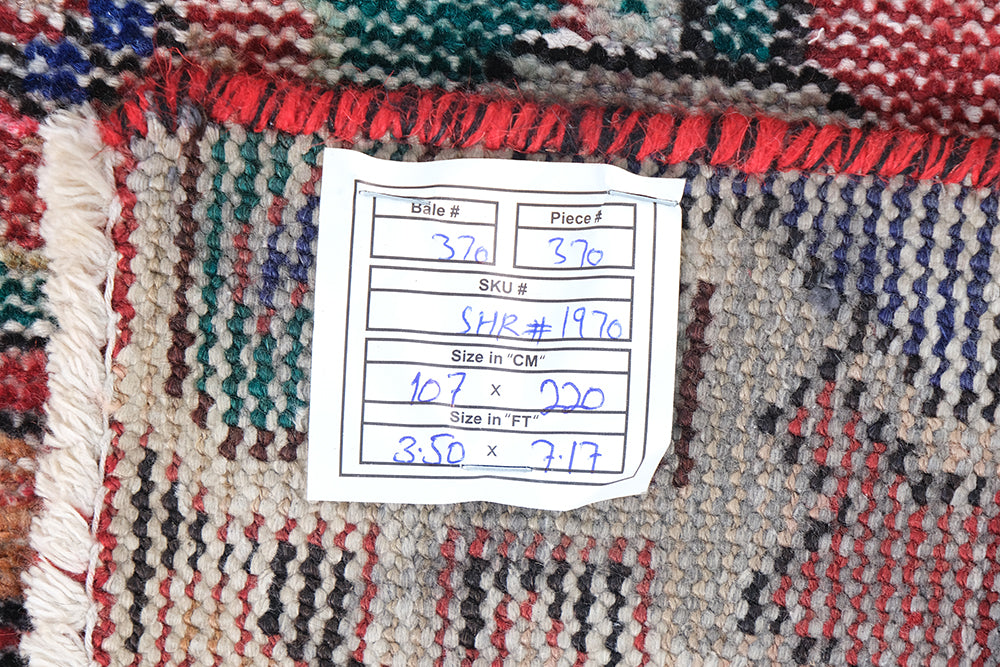 Bale # Piece #
370 370
SKU #
SHR#1970
Size in "CM"
107 x 220
Size in "FT"
3.50 x 7.17